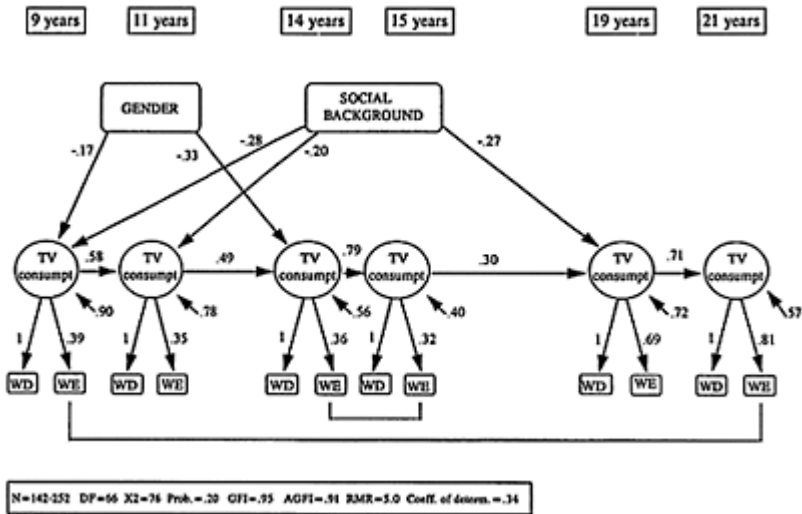 9 years 11 years 14 years 15 years 19 years 21 years
GENDER
SOCIAL
BACKGROUND
-.17 -.33 -.28 -.20 -.27
TV
consumpt
.58
TV
consumpt
.49
TV
consumpt
.79
TV
consumpt
.30
TV
consumpt
.71
TV
consumpt
.90 .78 .56 .40 .72 .57
1 .39 1 .35 1 .36 1 .32 1 .69 1 .81
WD WE WD WE WD WE WD WE WD WE WD WE
N=142-252 DF=66 X2=76 Prob.=.20 GFI=.95 AGFI=.91 RMR=5.0 Coeff. of determ.=.34